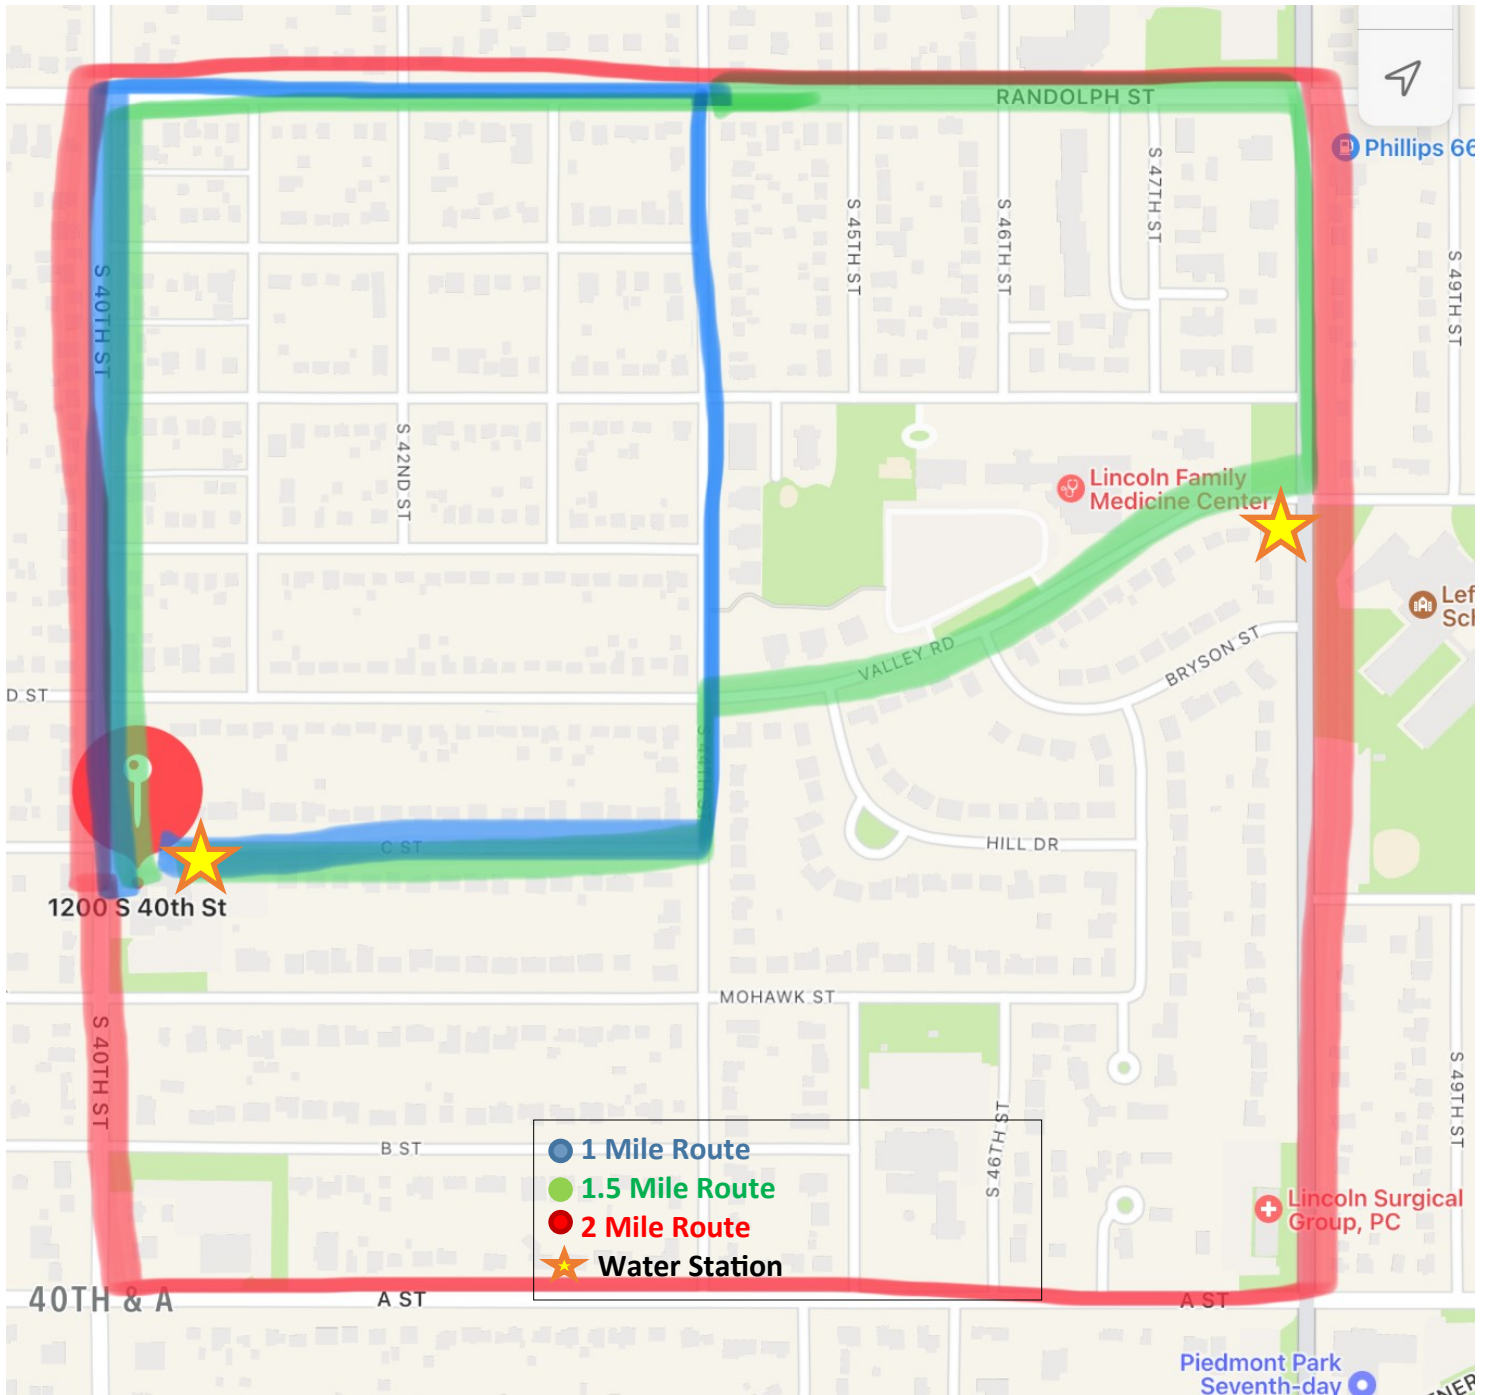 RANDOLPH ST
Phillips 66
S 47TH ST
S 45TH ST
S 46TH ST
S 49TH ST
S 40TH ST
S 42ND ST
Lincoln Family
Medicine Center
Lef
Sch
VALLEY RD
BRYSON ST
D ST
C ST
HILL DR
1200 S 40th St
MOHAWK ST
S 40TH ST
S 49TH ST
S 46TH ST
B ST
1 Mile Route
1.5 Mile Route
2 Mile Route
Water Station
Lincoln Surgical
Group, PC
40TH & A
A ST
A ST
Piedmont Park
Seventh-day